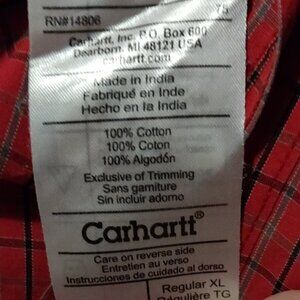 RN#14806
Carhartt, Inc. P.O. Box 600
Dearborn, MI 48121 USA
carhartt.com
Made in India
Fabriqué en Inde
Hecho en la India
100% Cotton
100% Coton
100% Algodón
Exclusive of Trimming
Sans garniture
Sin incluir adorno
Carhartt®
Care on reverse side
Entretien au verso
Instrucciones de cuidado al dorso
Regular XL
Régulière TG